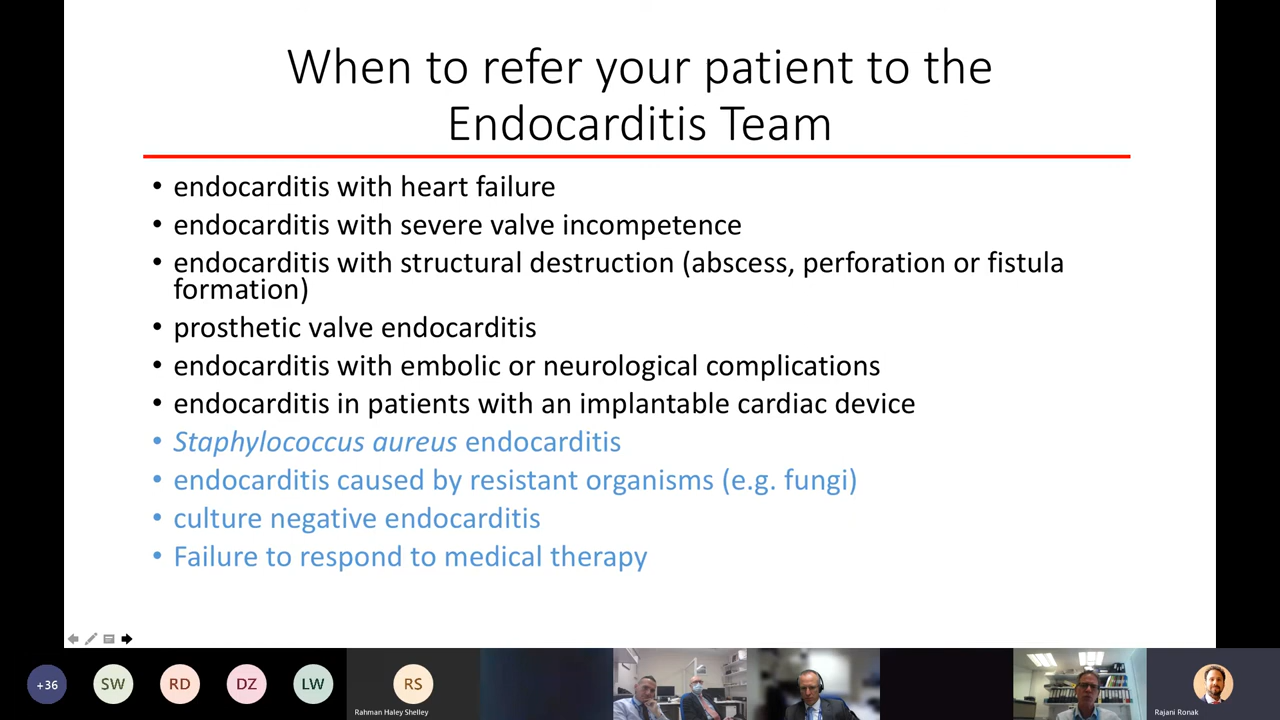 When to refer your patient to the
Endocarditis Team
• endocarditis with heart failure
• endocarditis with severe valve incompetence
• endocarditis with structural destruction (abscess, perforation or fistula
formation)
• prosthetic valve endocarditis
• endocarditis with embolic or neurological complications
• endocarditis in patients with an implantable cardiac device
• Staphylococcus aureus endocarditis
• endocarditis caused by resistant organisms (e.g. fungi)
• culture negative endocarditis
• Failure to respond to medical therapy
+36
SW
RD
DZ
LW
RS
Rahman Haley Shelley
Rajani Ronak